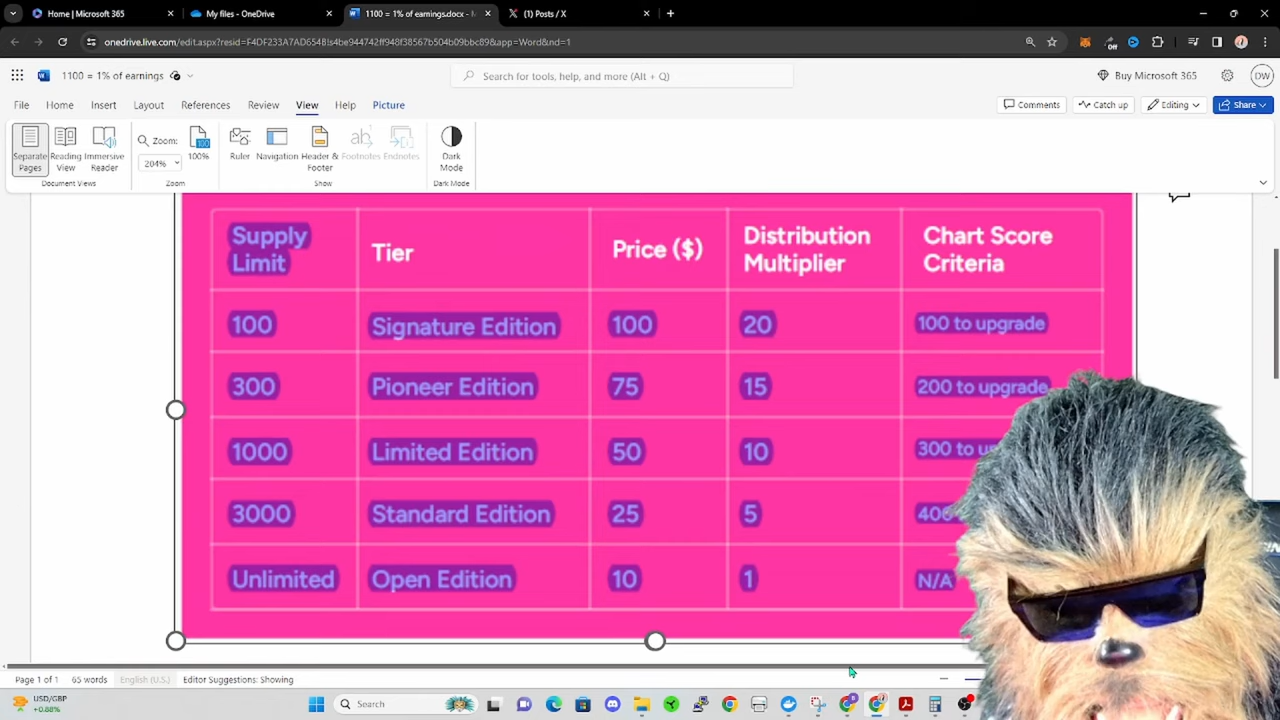 Home | Microsoft 365
My files - OneDrive
1100 = 1% of earnings.docx - M
(1) Posts / X
onedrive.live.com/edit.aspx?resid=F4DF233A7AD654B!s4be944742ff948f38567b504b09bbc89&app=Word&nd=1
1100 = 1% of earnings
Search for tools, help, and more (Alt + Q)
Buy Microsoft 365
DW
File Home Insert Layout References Review View Help Picture
Comments Catch up Editing Share
Separate Pages
Reading View
Immersive Reader
Zoom:
204%
100%
Ruler
Navigation
Header & Footer
Footnotes
Endnotes
Dark Mode
Document Views Zoom Show Dark Mode
Supply Limit Tier Price ($) Distribution Multiplier Chart Score Criteria
100 Signature Edition 100 20 100 to upgrade
300 Pioneer Edition 75 15 200 to upgrade
1000 Limited Edition 50 10 300 to
3000 Standard Edition 25 5 400
Unlimited Open Edition 10 1 N/A
Page 1 of 1 65 words English (U.S.) Editor Suggestions: Showing
USD/GBP
+0.88%
Search